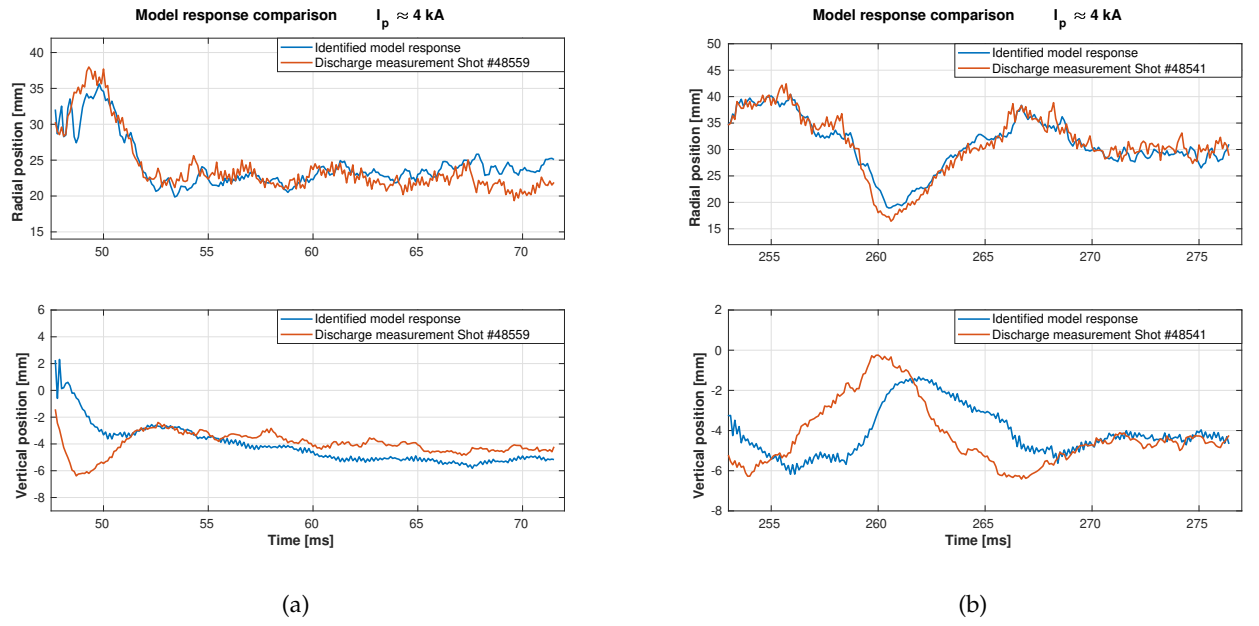 Model response comparison I_p ≈ 4 kA
Identified model response
Discharge measurement Shot #48559
Radial position [mm]
40
35
30
25
20
15
50 55 60 65 70
Identified model response
Discharge measurement Shot #48559
Vertical position [mm]
6
4
2
0
-2
-4
-6
-8
50 55 60 65 70
Time [ms]
(a)
Model response comparison I_p ≈ 4 kA
Identified model response
Discharge measurement Shot #48541
Radial position [mm]
50
45
40
35
30
25
20
15
255 260 265 270 275
Identified model response
Discharge measurement Shot #48541
Vertical position [mm]
2
0
-2
-4
-6
-8
255 260 265 270 275
Time [ms]
(b)